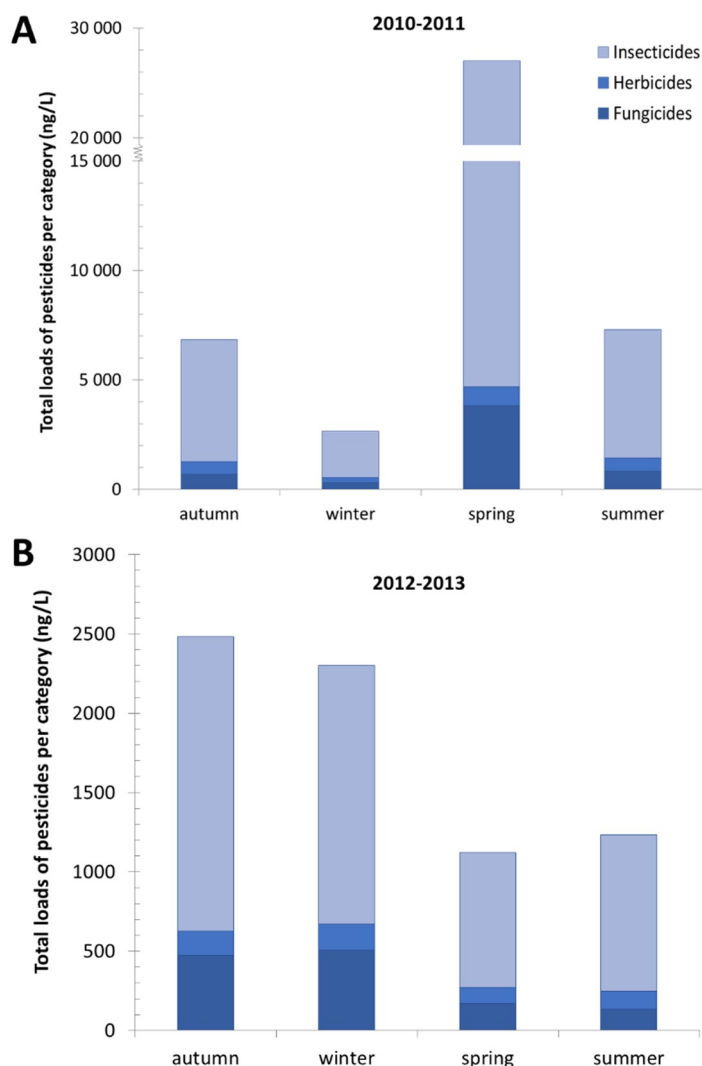 A
2010-2011
Total loads of pesticides per category (ng/L)
30 000
20 000
15 000
10 000
5 000
0
Insecticides
Herbicides
Fungicides
autumn winter spring summer
B
2012-2013
Total loads of pesticides per category (ng/L)
3000
2500
2000
1500
1000
500
0
autumn winter spring summer